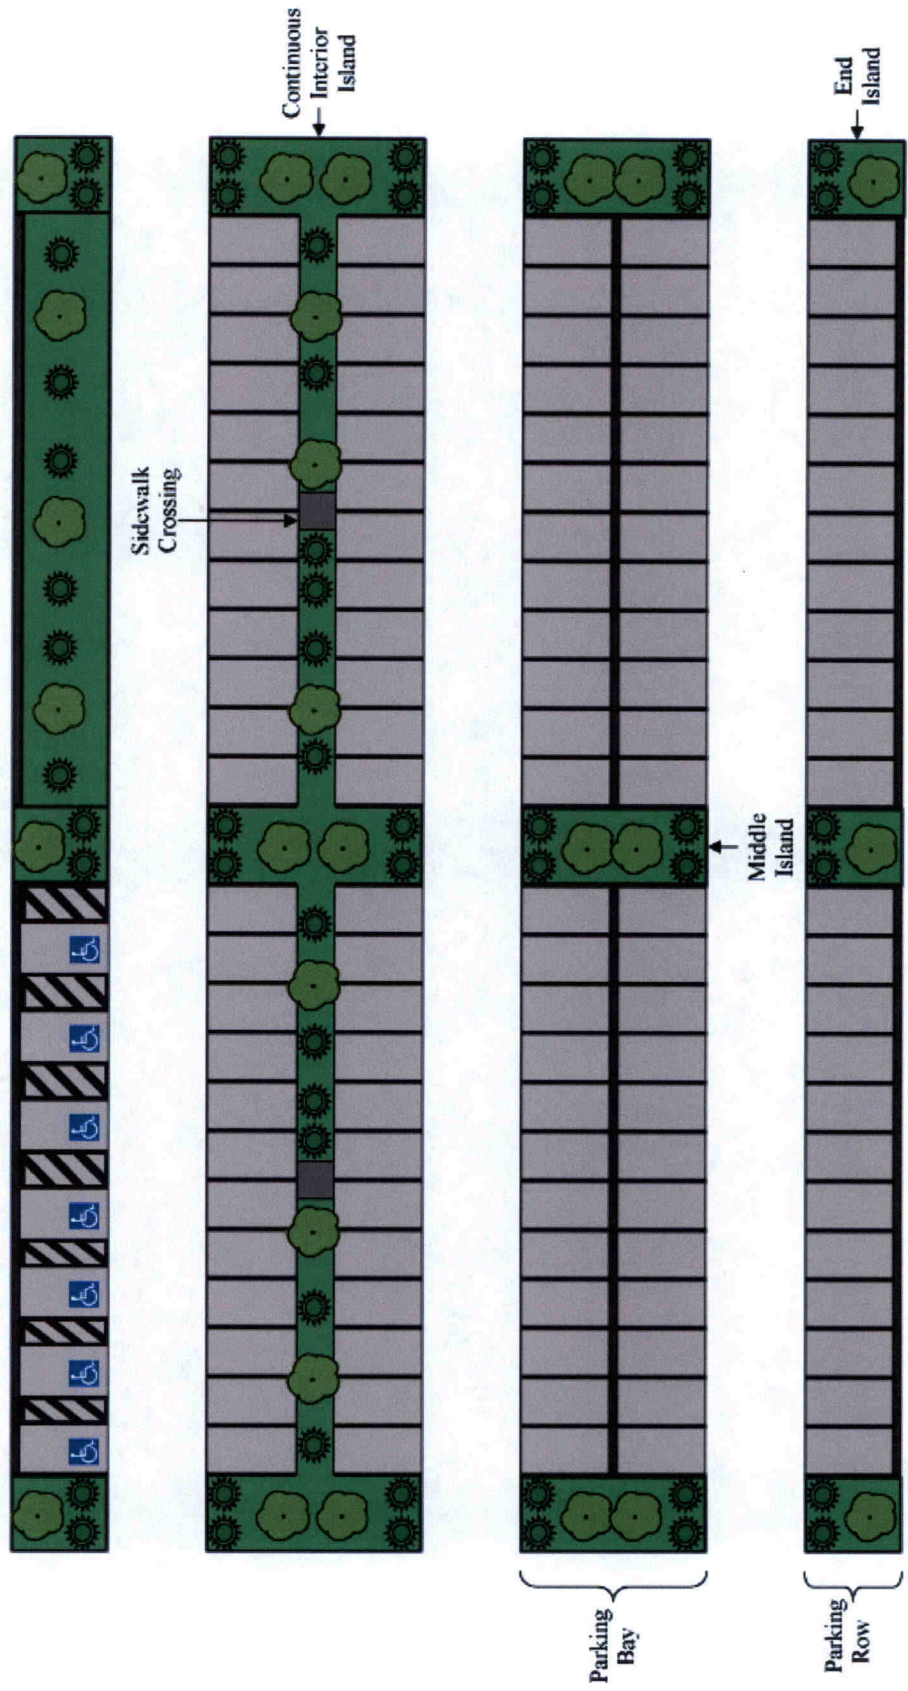 Continuous
Interior
Island
End
Island
Sidewalk
Crossing
Middle
Island
Parking
Bay
Parking
Row